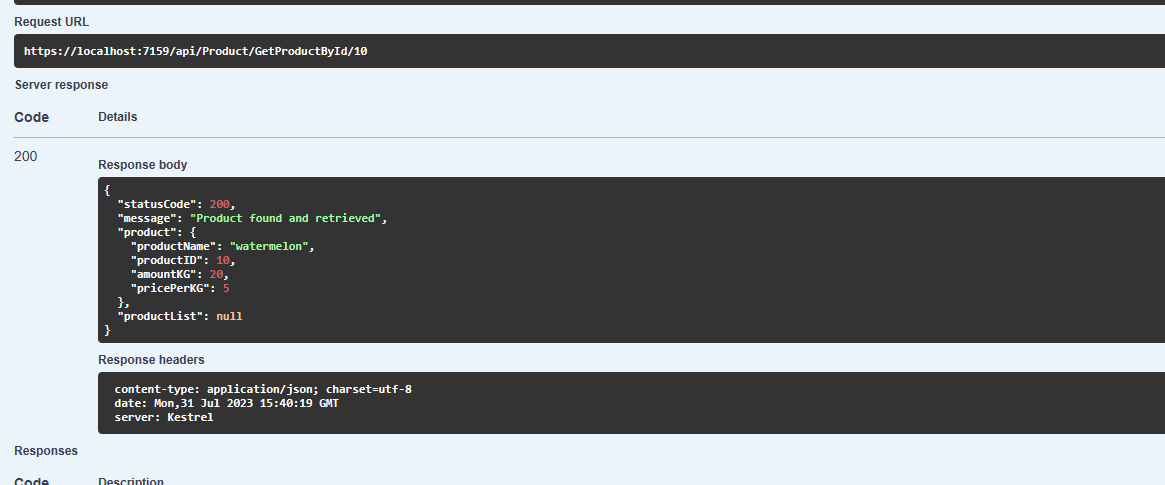 Request URL
https://localhost:7159/api/Product/GetProductById/10
Server response
Code Details
200
Response body
{
  "statusCode": 200,
  "message": "Product found and retrieved",
  "product": {
    "productName": "watermelon",
    "productID": 10,
    "amountKG": 20,
    "pricePerKG": 5
  },
  "productList": null
}
Response headers
content-type: application/json; charset=utf-8
date: Mon,31 Jul 2023 15:40:19 GMT
server: Kestrel
Responses
Code Description